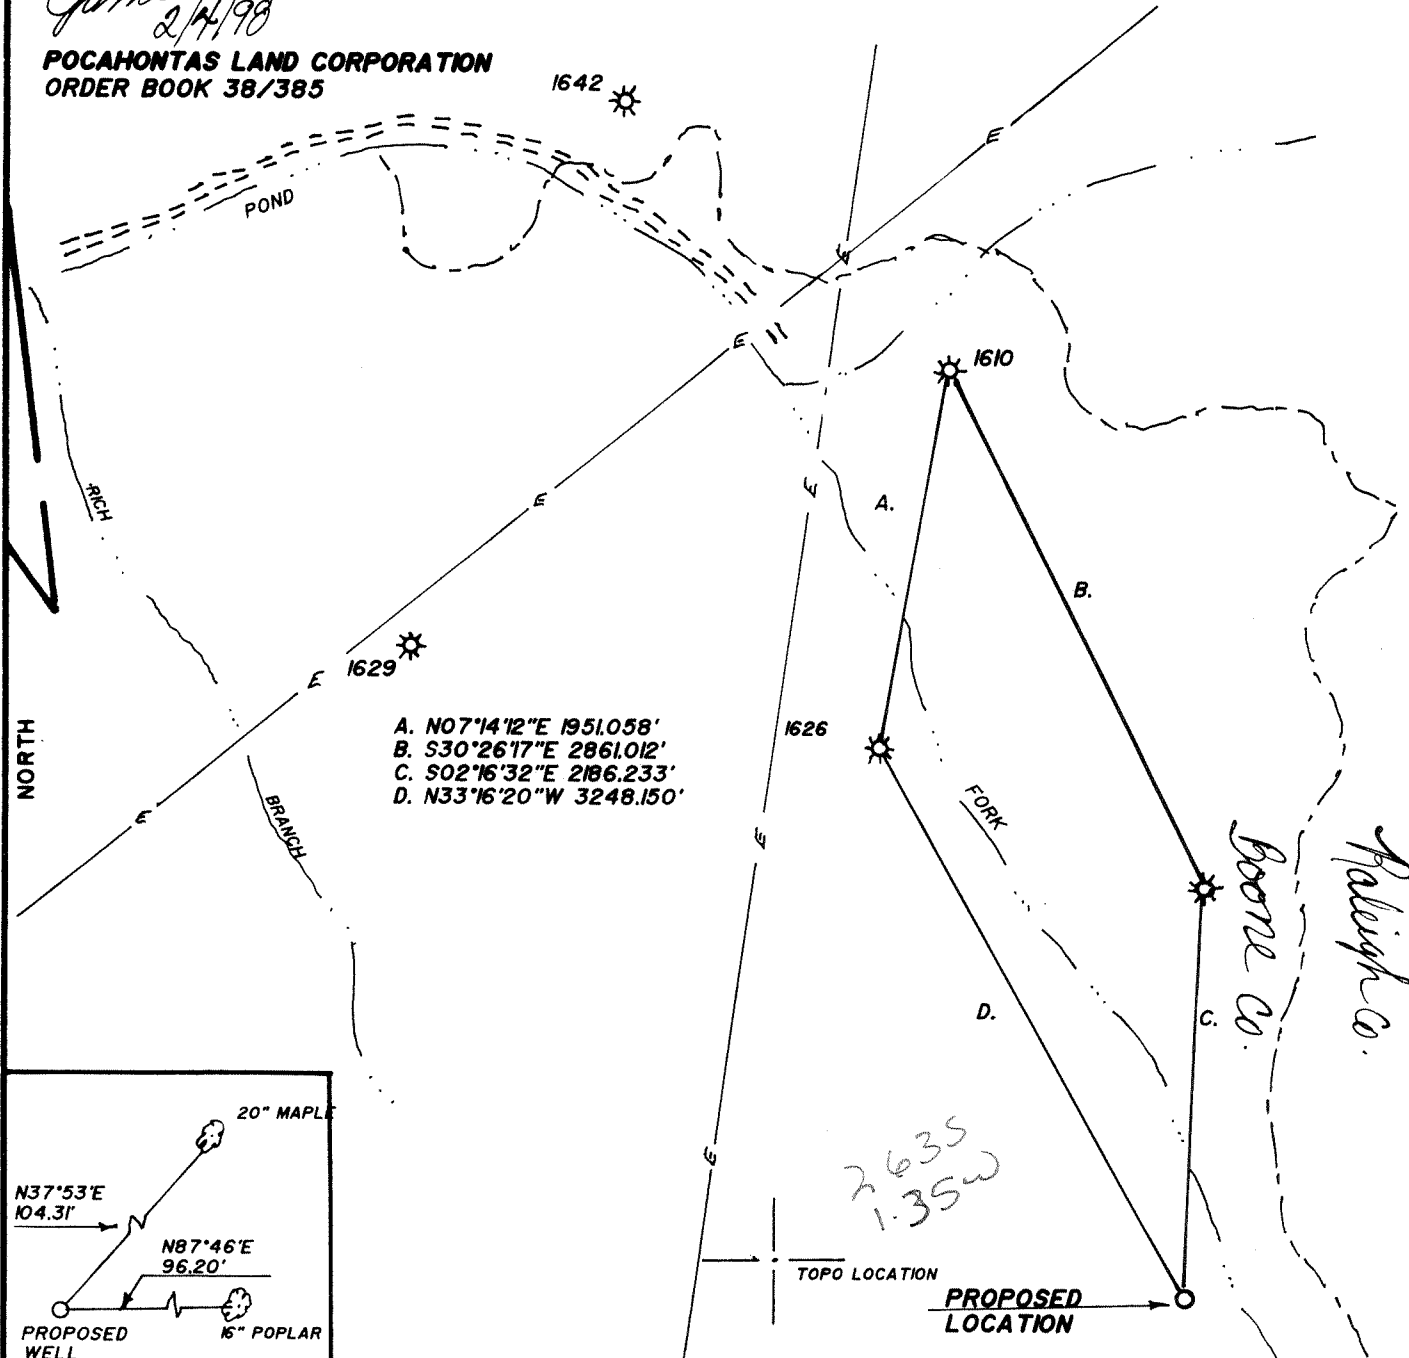 2/4/98
POCAHONTAS LAND CORPORATION
ORDER BOOK 38/385
1642
E
POND
E
E
1610
RICH
E
E
A.
B.
1629
E
NORTH
A. N07°14'12"E 1951.058'
B. S30°26'17"E 2861.012'
C. S02°16'32"E 2186.233'
D. N33°16'20"W 3248.150'
1626
E
BRANCH
FORK
E
Boone Co.
Raleigh Co.
D.
C.
20" MAPLE
N37°53'E
104.31'
N87°46'E
96.20'
PROPOSED
WELL
16" POPLAR
E
2.635
1.35W
TOPO LOCATION
PROPOSED
LOCATION